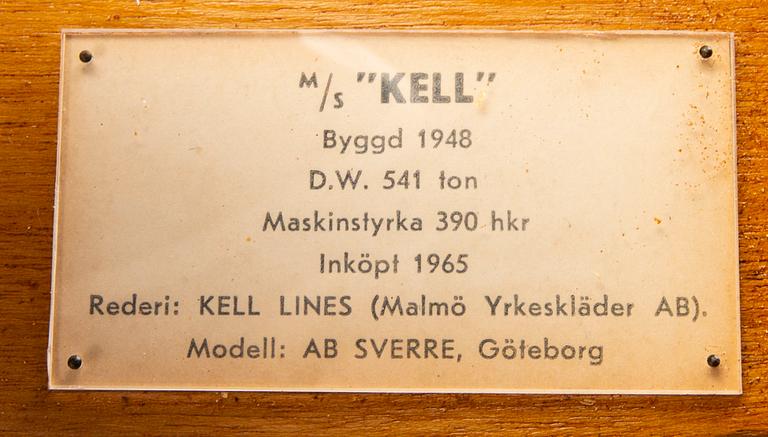 M/S "KELL"
Byggd 1948
D.W. 541 ton
Maskinstyrka 390 hkr
Inköpt 1965
Rederi: KELL LINES (Malmö Yrkeskläder AB).
Modell: AB SVERRE, Göteborg